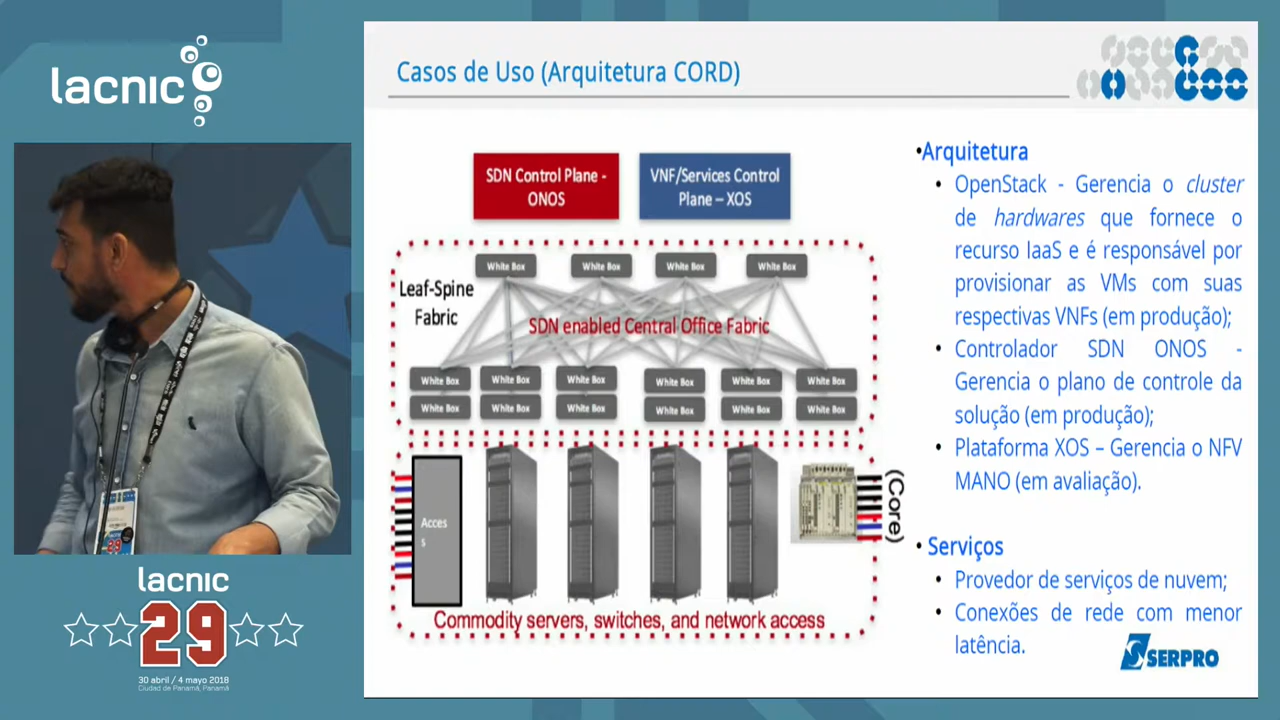 lacnic
Casos de Uso (Arquitetura CORD)
SDN Control Plane -
ONOS
VNF/Services Control
Plane – XOS
White Box
White Box
White Box
White Box
Leaf-Spine
Fabric
SDN enabled Central Office Fabric
White Box
White Box
White Box
White Box
White Box
White Box
White Box
White Box
White Box
White Box
White Box
White Box
Acces
s
(Core)
Commodity servers, switches, and network access
•Arquitetura
• OpenStack - Gerencia o cluster
de hardwares que fornece o
recurso IaaS e é responsável por
provisionar as VMs com suas
respectivas VNFs (em produção);
• Controlador SDN ONOS -
Gerencia o plano de controle da
solução (em produção);
• Plataforma XOS – Gerencia o NFV
MANO (em avaliação).
• Serviços
• Provedor de serviços de nuvem;
• Conexões de rede com menor
latência.
SERPRO
lacnic
29
30 abril / 4 mayo 2018
Ciudad de Panamá, Panamá